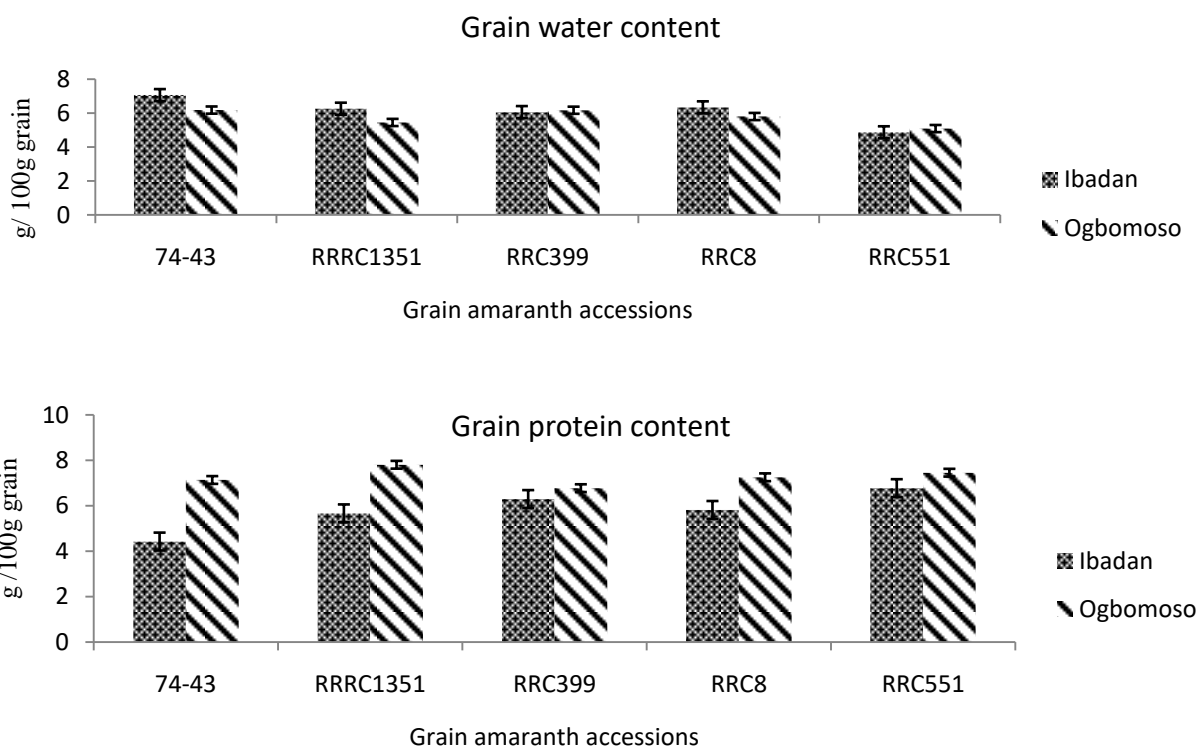 Grain water content
8
6
4
2
0
g/ 100g grain
74-43 RRRC1351 RRC399 RRC8 RRC551
Grain amaranth accessions
Ibadan
Ogbomoso
Grain protein content
10
8
6
4
2
0
g /100g grain
74-43 RRRC1351 RRC399 RRC8 RRC551
Grain amaranth accessions
Ibadan
Ogbomoso